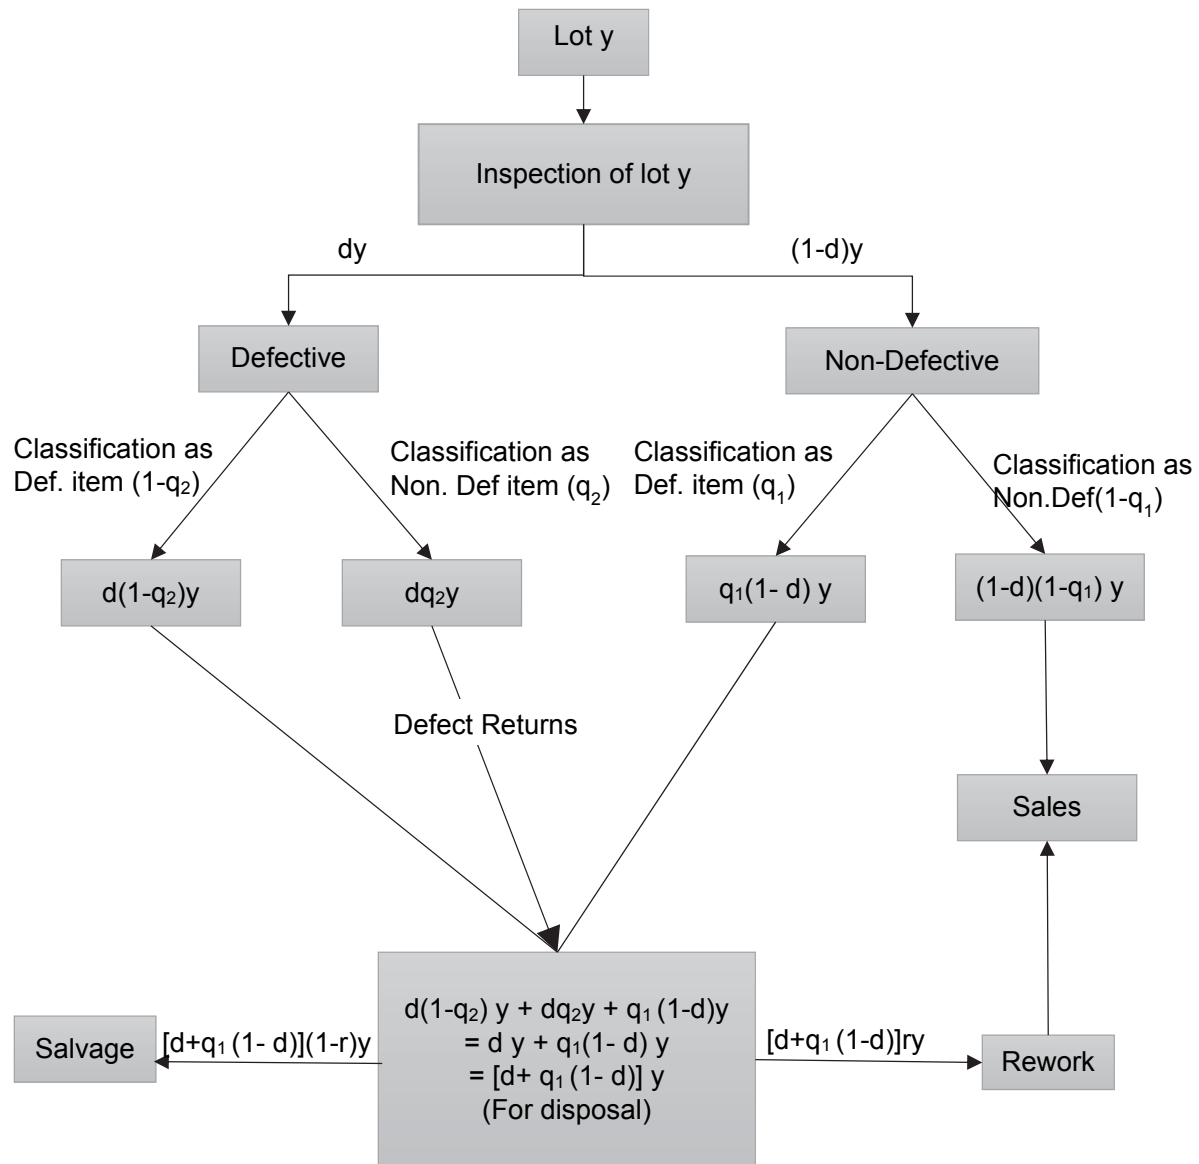 Lot y
Inspection of lot y
dy
(1-d)y
Defective
Non-Defective
Classification as
Def. item (1-q₂)
Classification as
Non. Def item (q₂)
Classification as
Def. item (q₁)
Classification as
Non.Def(1-q₁)
d(1-q₂)y
dq₂y
q₁(1- d) y
(1-d)(1-q₁) y
Defect Returns
Sales
d(1-q₂) y + dq₂y + q₁ (1-d)y
= d y + q₁(1- d) y
= [d+ q₁ (1- d)] y
(For disposal)
Salvage
[d+q₁ (1- d)](1-r)y
[d+q₁ (1-d)]ry
Rework